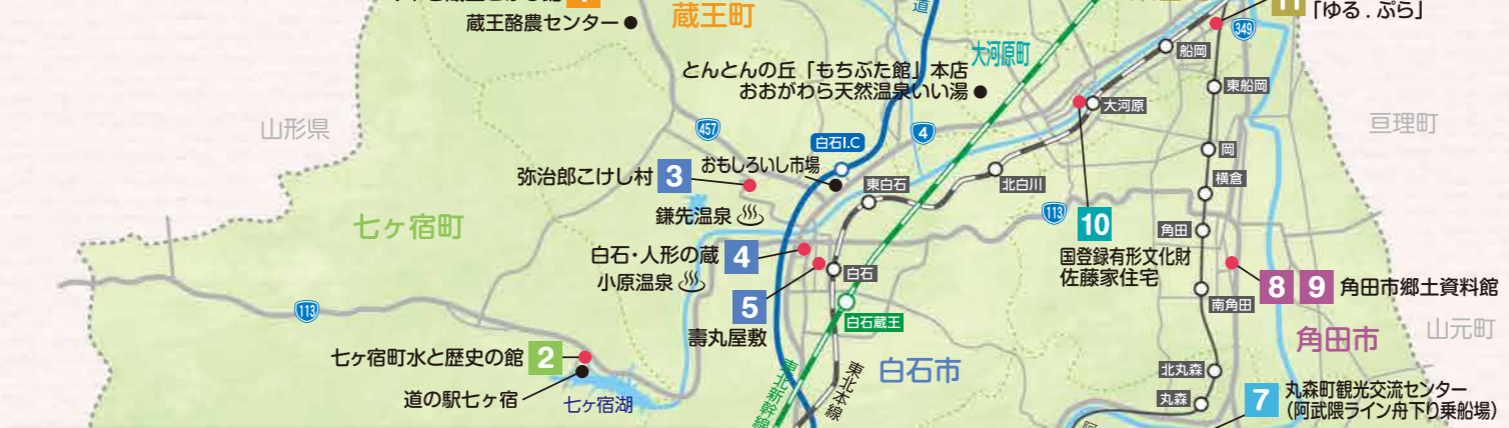 「ゆる.ぷら」
11
蔵王町
蔵王酪農センター
道
349
船岡
大河原町
とんとんの丘「もちぶた館」本店
おおがわら天然温泉いい湯
東船岡
大河原
山形県
457
4
亘理町
白石I.C
岡
弥治郎こけし村 3
おもしろいし市場
東白石
北白川
横倉
鎌先温泉
113
10
国登録有形文化財
佐藤家住宅
角田
七ヶ宿町
白石・人形の蔵 4
小原温泉
白石
8 9 角田市郷土資料館
南角田
5
壽丸屋敷
白石蔵王
113
角田市
山元町
七ヶ宿町水と歴史の館 2
道の駅七ヶ宿
七ヶ宿湖
東北新幹線
東北本線
白石市
北丸森
丸森
7 丸森町観光交流センター
(阿武隈ライン舟下り乗船場)